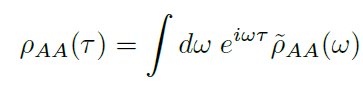 ρ_{AA}(τ) = ∫ dω e^{iωτ} ρ̃_{AA}(ω)